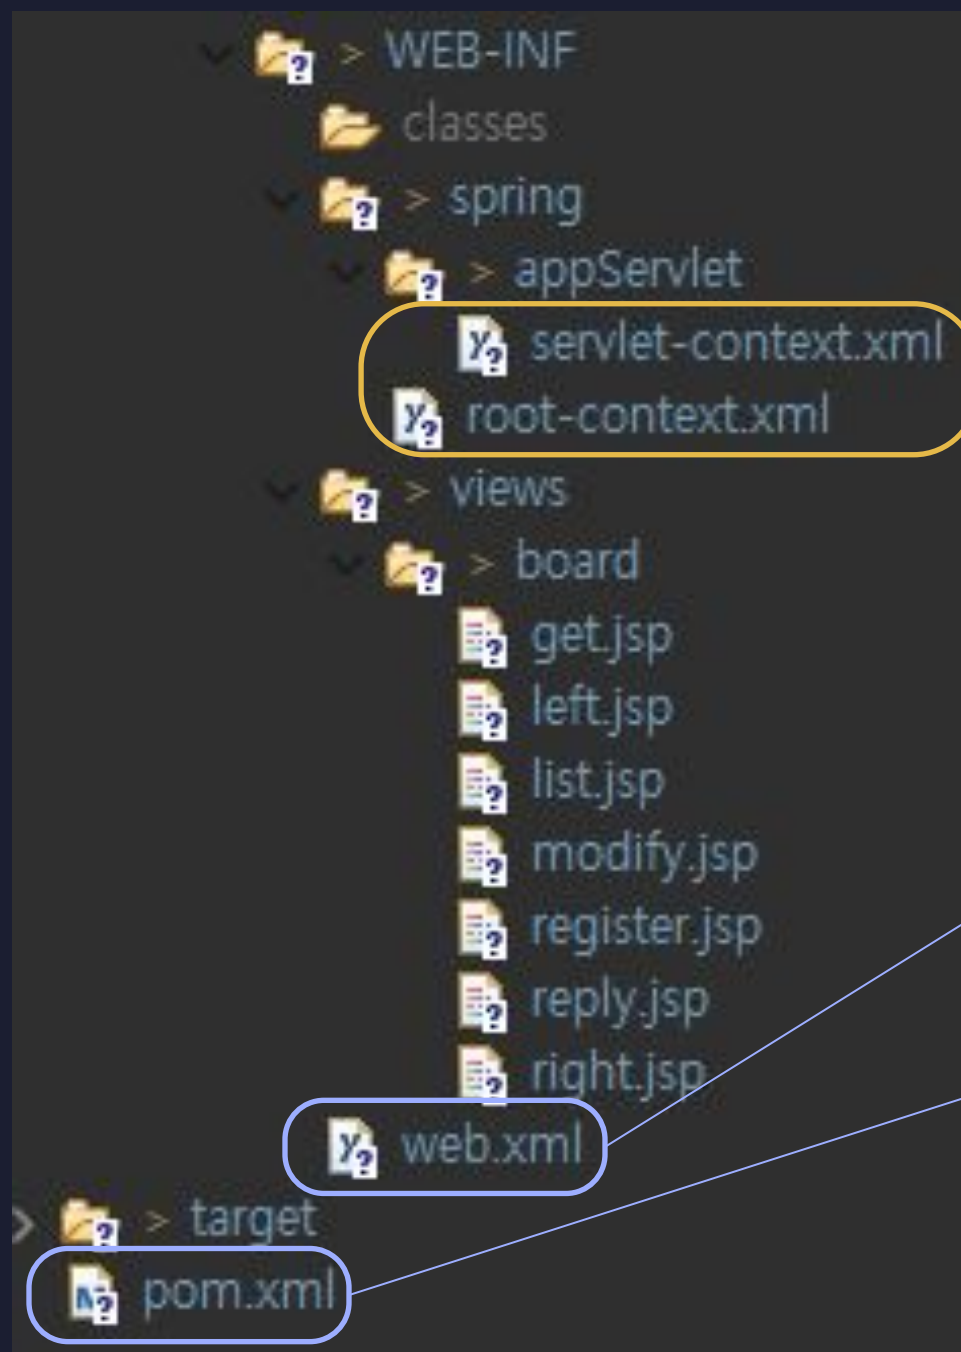 > WEB-INF
classes
> spring
> appServlet
servlet-context.xml
root-context.xml
> views
> board
get.jsp
left.jsp
list.jsp
modify.jsp
register.jsp
reply.jsp
right.jsp
web.xml
> target
pom.xml